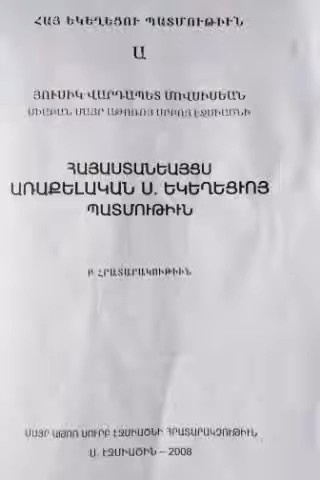 ՀԱՅ ԵԿԵՂԵՑՈՒ ՊԱՏՄՈՒԹԻՒՆ
Ա
ՅՈՒՍԻԿ ՎԱՐԴԱՊԵՏ ՄՈՎՍԻՍԵԱՆ
ՄԻԱԲԱՆ ՄԱՅՐ ԱԹՈՌՈՅ ՍՐԲՈՅ ԷՋՄԻԱԾՆԻ
ՀԱՅԱՍՏԱՆԵԱՅՑՍ
ԱՌԱՔԵԼԱԿԱՆ Ս. ԵԿԵՂԵՑՒՈՅ
ՊԱՏՄՈՒԹԻՒՆ
Բ ՀՐԱՏԱՐԱԿՈՒԹԻՒՆ
ՄԱՅՐ ԱԹՈՌ ՍՈՒՐԲ ԷՋՄԻԱԾՆԻ ՀՐԱՏԱՐԱԿՉՈՒԹԻՒՆ
Ս. ԷՋՄԻԱԾԻՆ – 2008